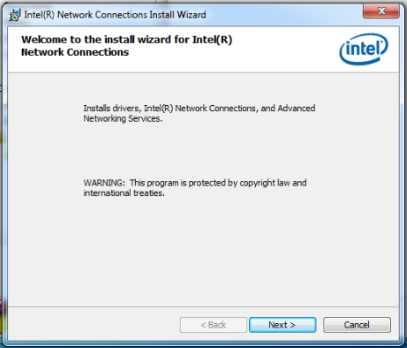 Intel(R) Network Connections Install Wizard
Welcome to the install wizard for Intel(R)
Network Connections
intel
Installs drivers, Intel(R) Network Connections, and Advanced
Networking Services.
WARNING: This program is protected by copyright law and
international treaties.
< Back
Next >
Cancel